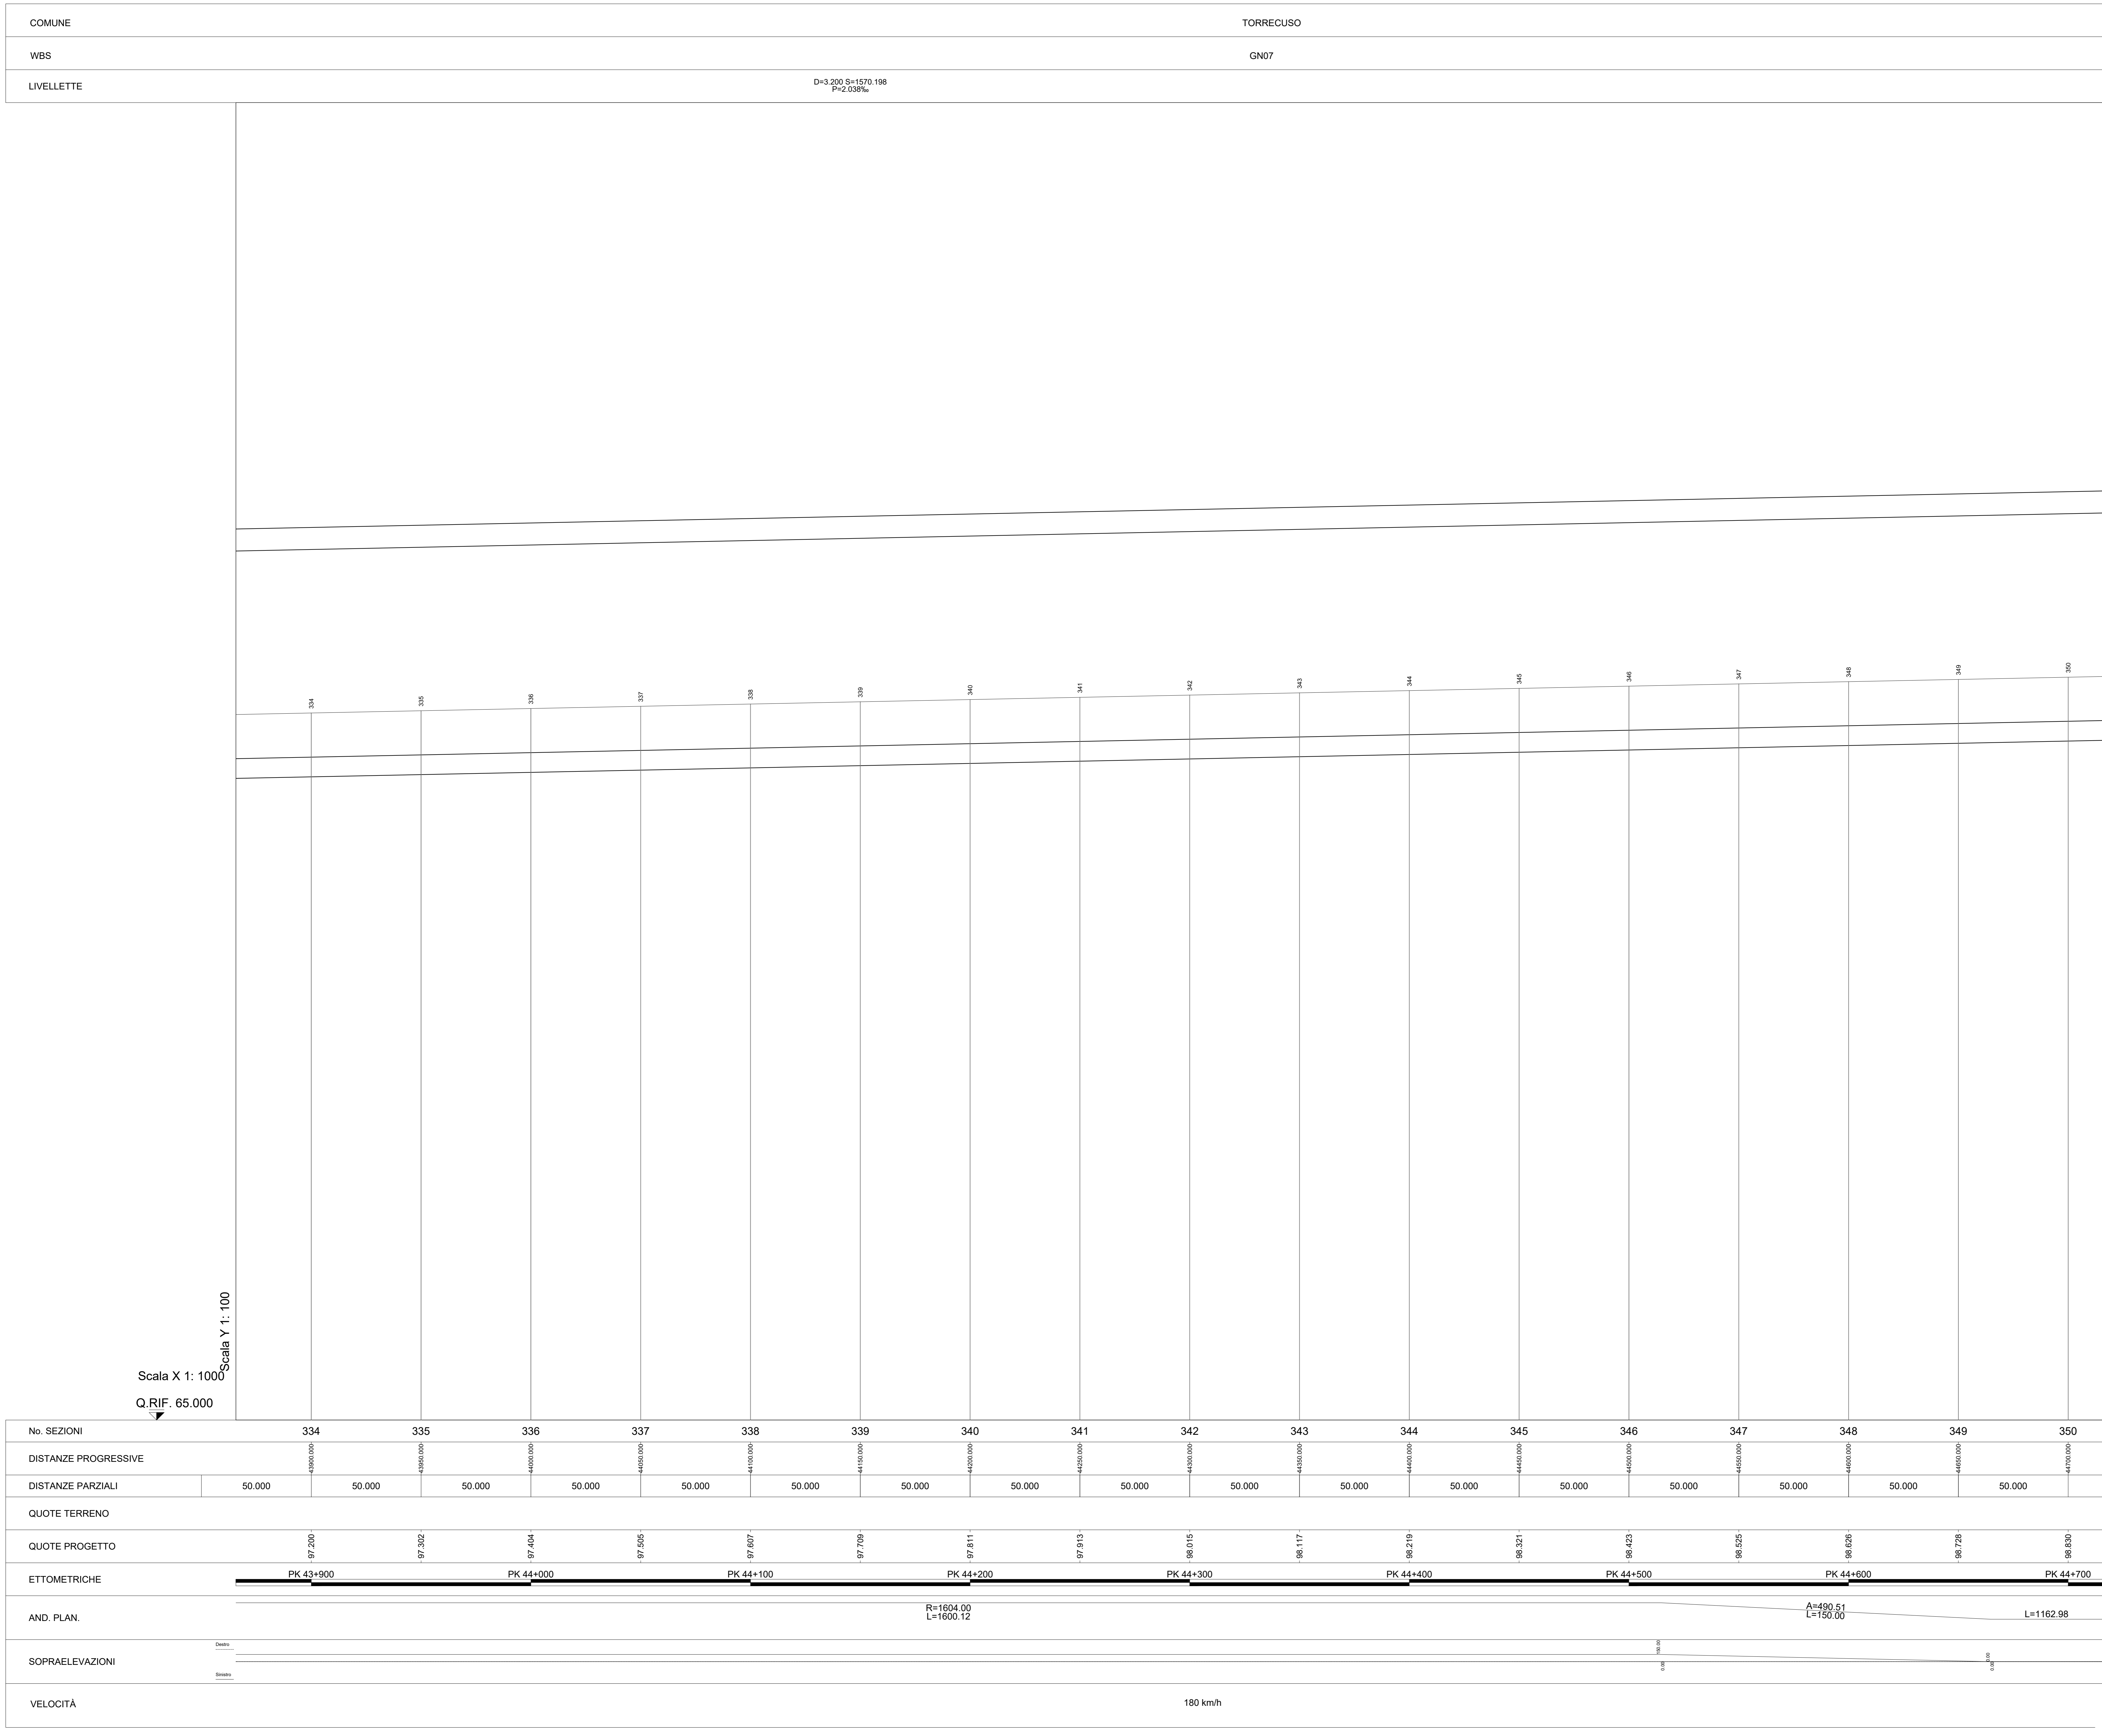 COMUNE TORRECUSO
WBS GN07
LIVELLETTE D=3.200 S=1570.198
P=2.038‰
334 335 336 337 338 339 340 341 342 343 344 345 346 347 348 349 350
Scala Y 1: 100
Scala X 1: 1000
Q.RIF. 65.000
No. SEZIONI 334 335 336 337 338 339 340 341 342 343 344 345 346 347 348 349 350
DISTANZE PROGRESSIVE 43900.000 43950.000 44000.000 44050.000 44100.000 44150.000 44200.000 44250.000 44300.000 44350.000 44400.000 44450.000 44500.000 44550.000 44600.000 44650.000 44700.000
DISTANZE PARZIALI 50.000 50.000 50.000 50.000 50.000 50.000 50.000 50.000 50.000 50.000 50.000 50.000 50.000 50.000 50.000 50.000 50.000
QUOTE TERRENO
QUOTE PROGETTO 97.200 97.302 97.404 97.505 97.607 97.709 97.811 97.913 98.015 98.117 98.219 98.321 98.423 98.525 98.626 98.728 98.830
ETTOMETRICHE PK 43+900 PK 44+000 PK 44+100 PK 44+200 PK 44+300 PK 44+400 PK 44+500 PK 44+600 PK 44+700
AND. PLAN. R=1604.00 A=490.51 L=1162.98
L=1600.12 L=150.00
Destro 150.00 0.00
SOPRAELEVAZIONI
Sinistro 0.00 0.00
VELOCITÀ 180 km/h